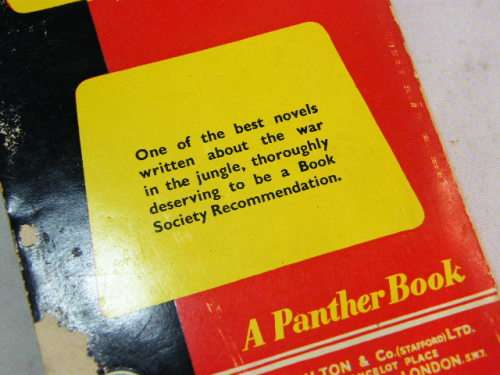 One of the best novels
written about the war
in the jungle, thoroughly
deserving to be a Book
Society Recommendation.
A Panther Book
& Co. (STAFFORD) LTD.
PLACE
LONDON. S.W.7.